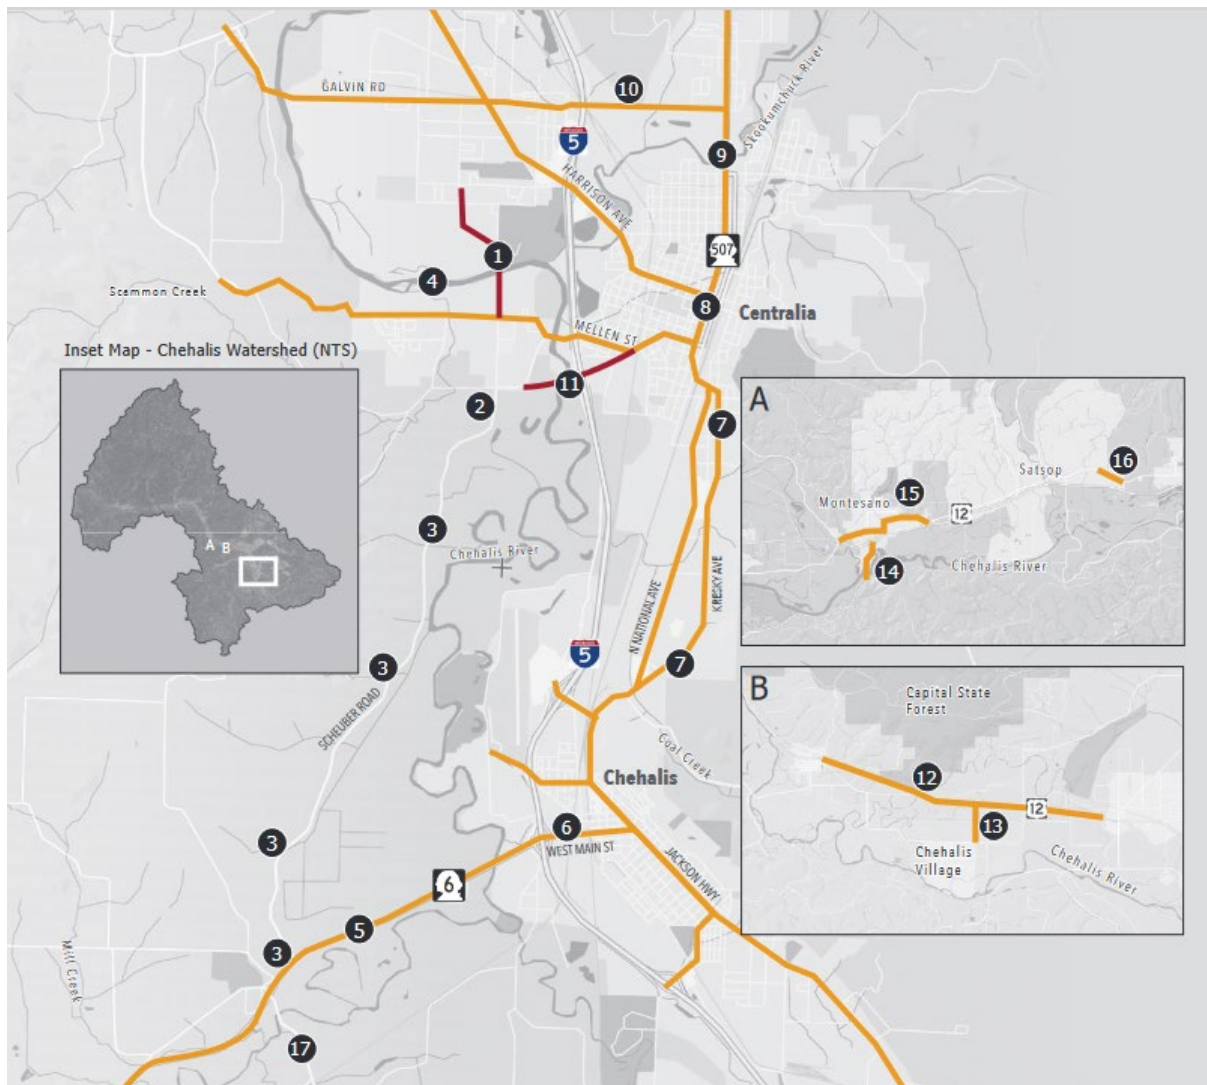 10
GALVIN RD
5
Skookumchuck River
9
HARRISON AVE
507
1
4
Scammon Creek
8
Centralia
MELLEN ST
Inset Map - Chehalis Watershed (NTS)
11
2
7
A
16
Satsop
15
Montesano
12
14
Chehalis River
A B
3
Chehalis River
N NATIONAL AVE
KRESKY AVE
5
7
3
SCHEUBER ROAD
Coal Creek
Chehalis
B
Capital State
Forest
12
12
13
Chehalis
Village
Chehalis River
6
WEST MAIN ST
3
JACKSON HWY
6
5
3
Mill Creek
17